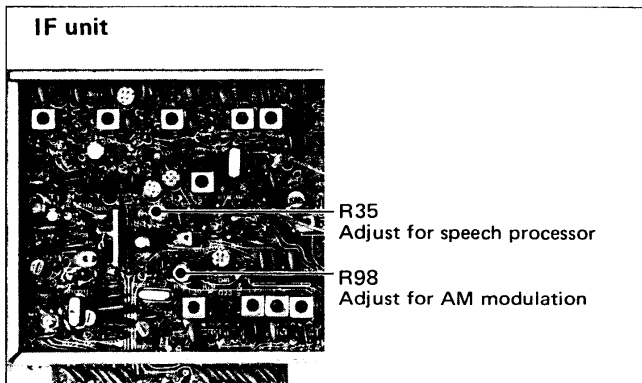 IF unit
R35
Adjust for speech processor
R98
Adjust for AM modulation